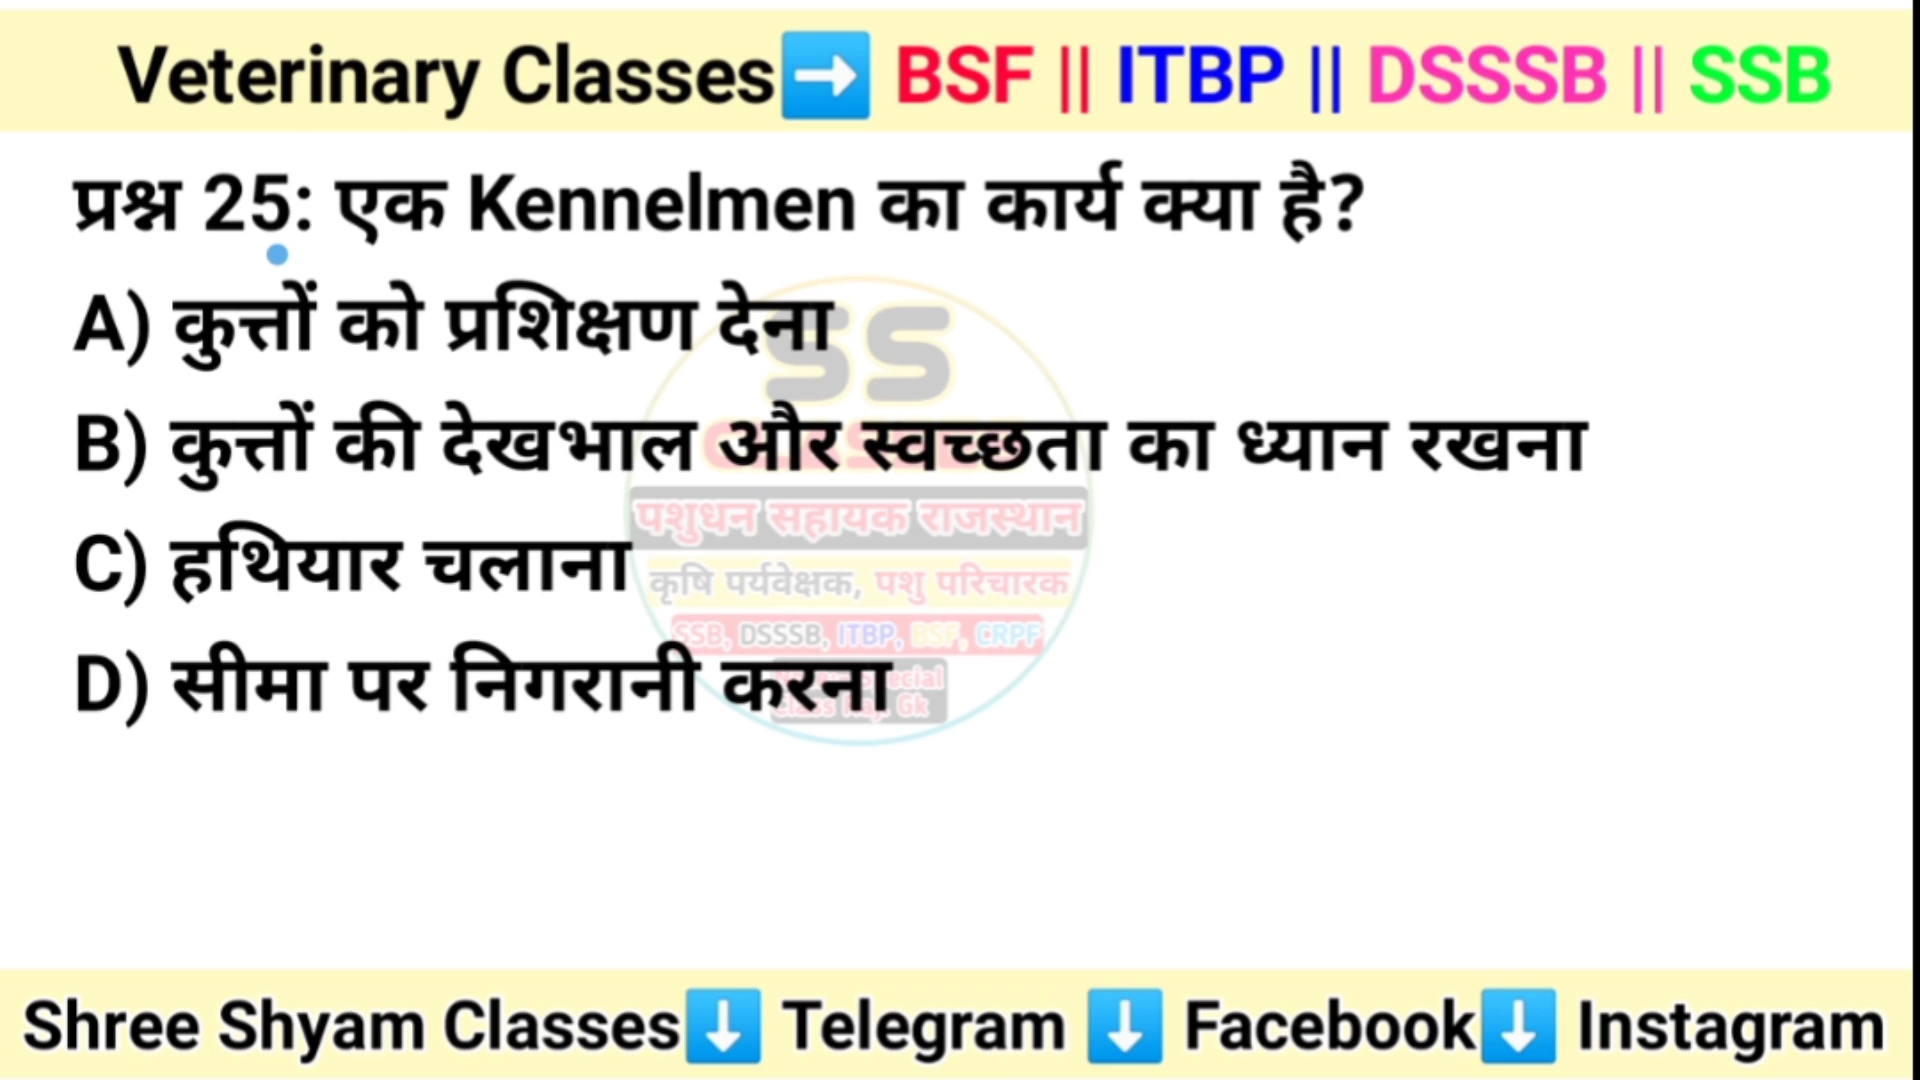 Veterinary Classes➡️ BSF || ITBP || DSSSB || SSB
प्रश्न 25: एक Kennelmen का कार्य क्या है?
A) कुत्तों को प्रशिक्षण देना
SS
B) कुत्तों की देखभाल और स्वच्छता का ध्यान रखना
पशुधन सहायक राजस्थान
C) हथियार चलाना
कृषि पर्यवेक्षक, पशु परिचारक
SSB, DSSSB, ITBP, BSF, CRPF
D) सीमा पर निगरानी करना
Gk
Shree Shyam Classes⬇️ Telegram ⬇️ Facebook⬇️ Instagram